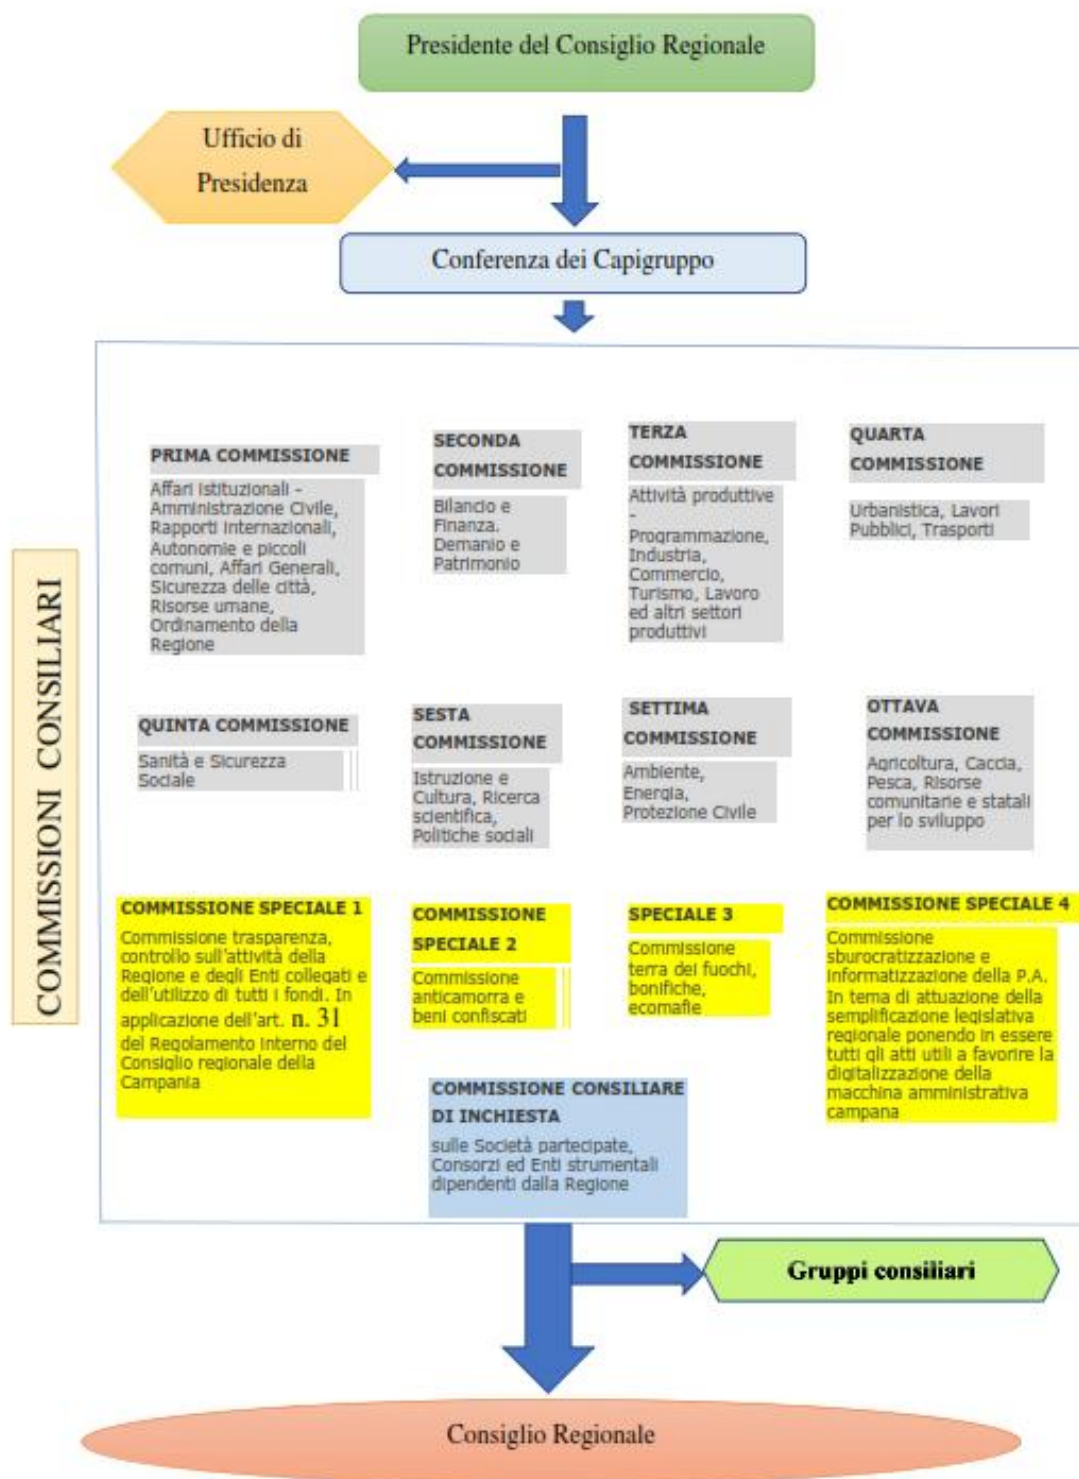 Presidente del Consiglio Regionale
Ufficio di
Presidenza
Conferenza dei Capigruppo
COMMISSIONI CONSILIARI
PRIMA COMMISSIONE
Affari istituzionali -
Amministrazione Civile,
Rapporti internazionali,
Autonomie e piccoli
comuni, Affari Generali,
Sicurezza delle città,
Risorse umane,
Ordinamento della
Regione
SECONDA
COMMISSIONE
Bilancio e
Finanza.
Demanio e
Patrimonio
TERZA
COMMISSIONE
Attività produttive
-
Programmazione,
Industria,
Commercio,
Turismo, Lavoro
ed altri settori
produttivi
QUARTA
COMMISSIONE
Urbanistica, Lavori
Pubblici, Trasporti
QUINTA COMMISSIONE
Sanità e Sicurezza
Sociale
SESTA
COMMISSIONE
Istruzione e
Cultura, Ricerca
scientifica,
Politiche sociali
SETTIMA
COMMISSIONE
Ambiente,
Energia,
Protezione Civile
OTTAVA
COMMISSIONE
Agricoltura, Caccia,
Pesca, Risorse
comunitarie e statali
per lo sviluppo
COMMISSIONE SPECIALE 1
Commissione trasparenza,
controllo sull'attività della
Regione e degli Enti collegati e
dell'utilizzo di tutti i fondi. In
applicazione dell'art. n. 31
del Regolamento interno del
Consiglio regionale della
Campania
COMMISSIONE
SPECIALE 2
Commissione
anticamorra e
beni confiscati
SPECIALE 3
Commissione
terra dei fuochi,
bonifiche,
ecomafie
COMMISSIONE SPECIALE 4
Commissione
sburocratizzazione e
informatizzazione della P.A.
In tema di attuazione della
semplificazione legislativa
regionale ponendo in essere
tutti gli atti utili a favorire la
digitalizzazione della
macchina amministrativa
campana
COMMISSIONE CONSILIARE
DI INCHIESTA
sulle Società partecipate,
Consorzi ed Enti strumentali
dipendenti dalla Regione
Gruppi consiliari
Consiglio Regionale